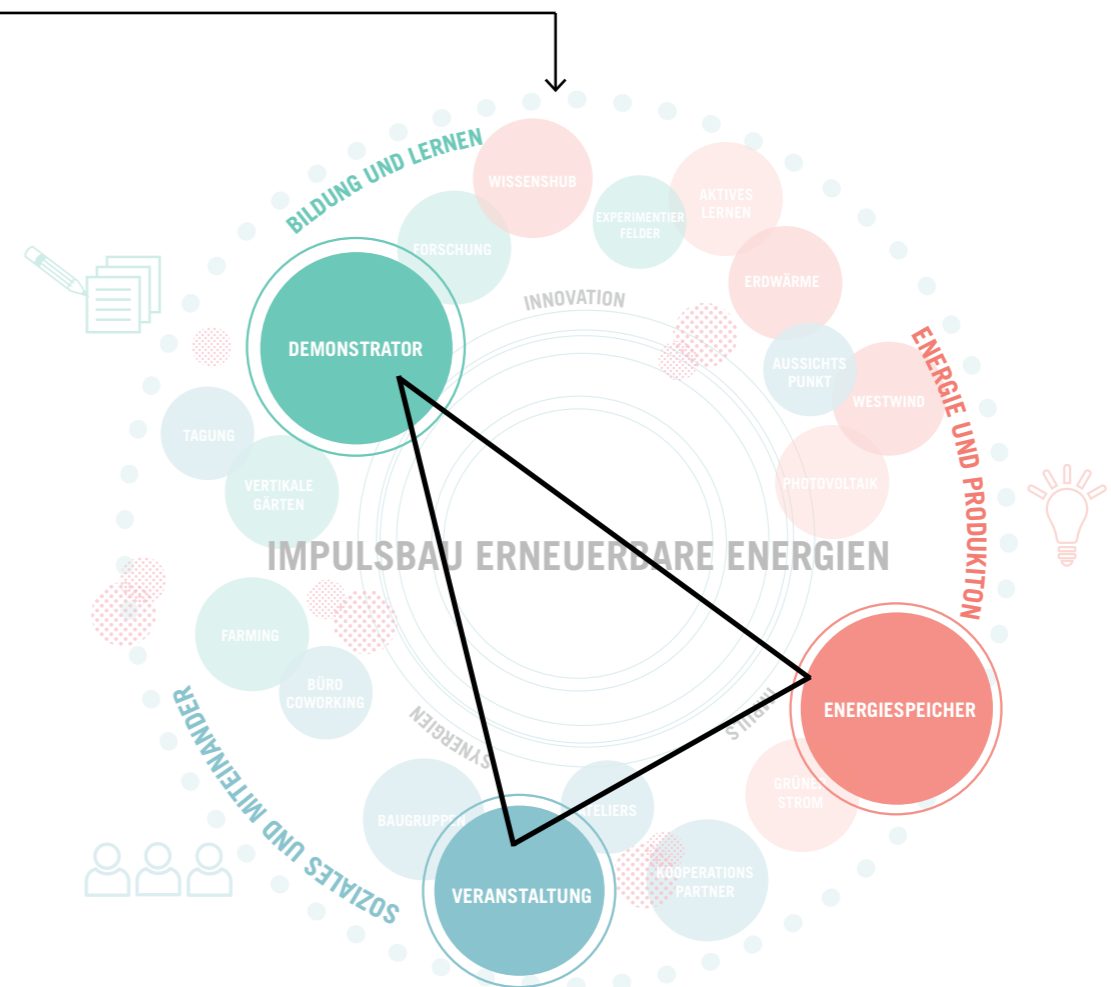 BILDUNG UND LERNEN
WISSENSHUB
AKTIVES
LERNEN
EXPERIMENTIER
FELDER
FORSCHUNG
ERDWÄRME
INNOVATION
DEMONSTRATOR
AUSSICHTS
PUNKT
WESTWIND
ENERGIE UND PRODUKITON
TAGUNG
VERTIKALE
GÄRTEN
PHOTOVOLTAIK
IMPULSBAU ERNEUERBARE ENERGIEN
FARMING
BÜRO
COWORKING
IMPULS
ENERGIESPEICHER
SYNERGIEN
SOZIALES UND MITEINANDER
GRÜNER
STROM
BAUGRUPPEN
ATELIERS
KOOPERATIONS
PARTNER
VERANSTALTUNG